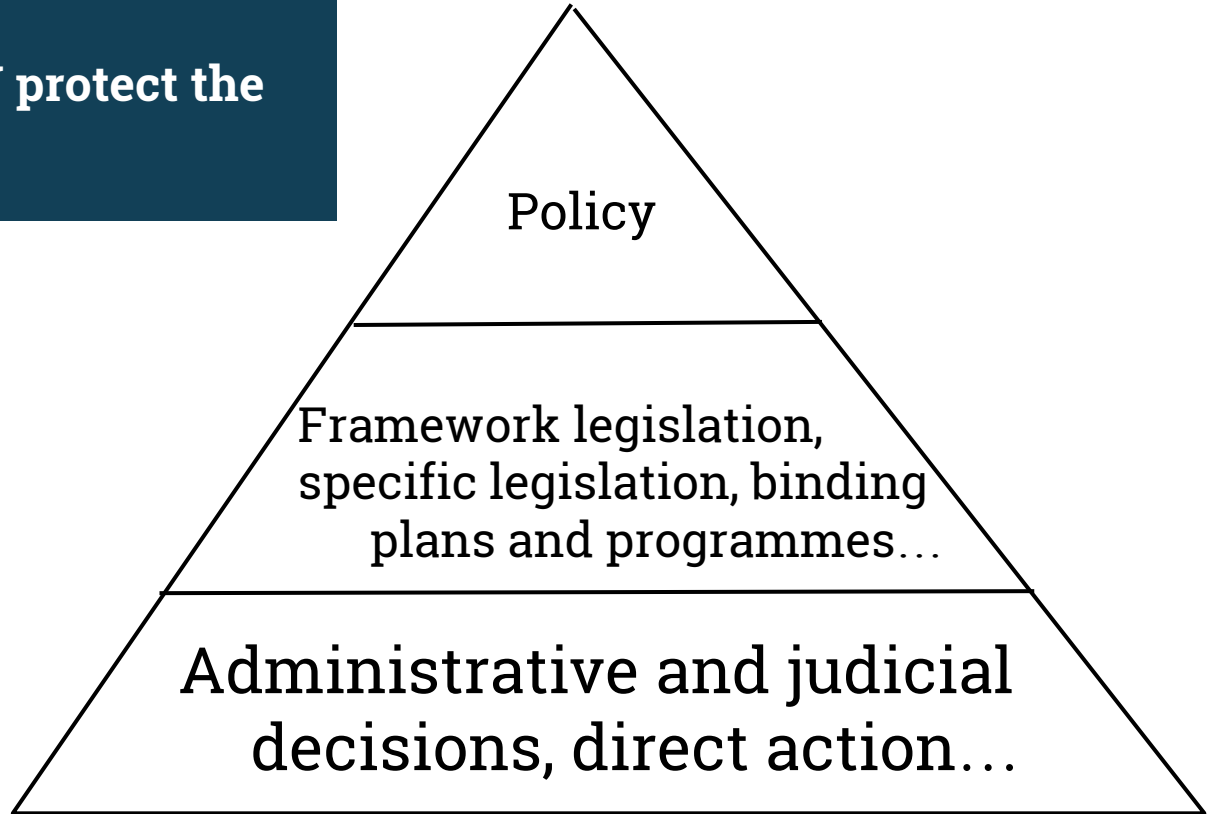 protect the
Policy
Framework legislation,
specific legislation, binding
plans and programmes…
Administrative and judicial
decisions, direct action…